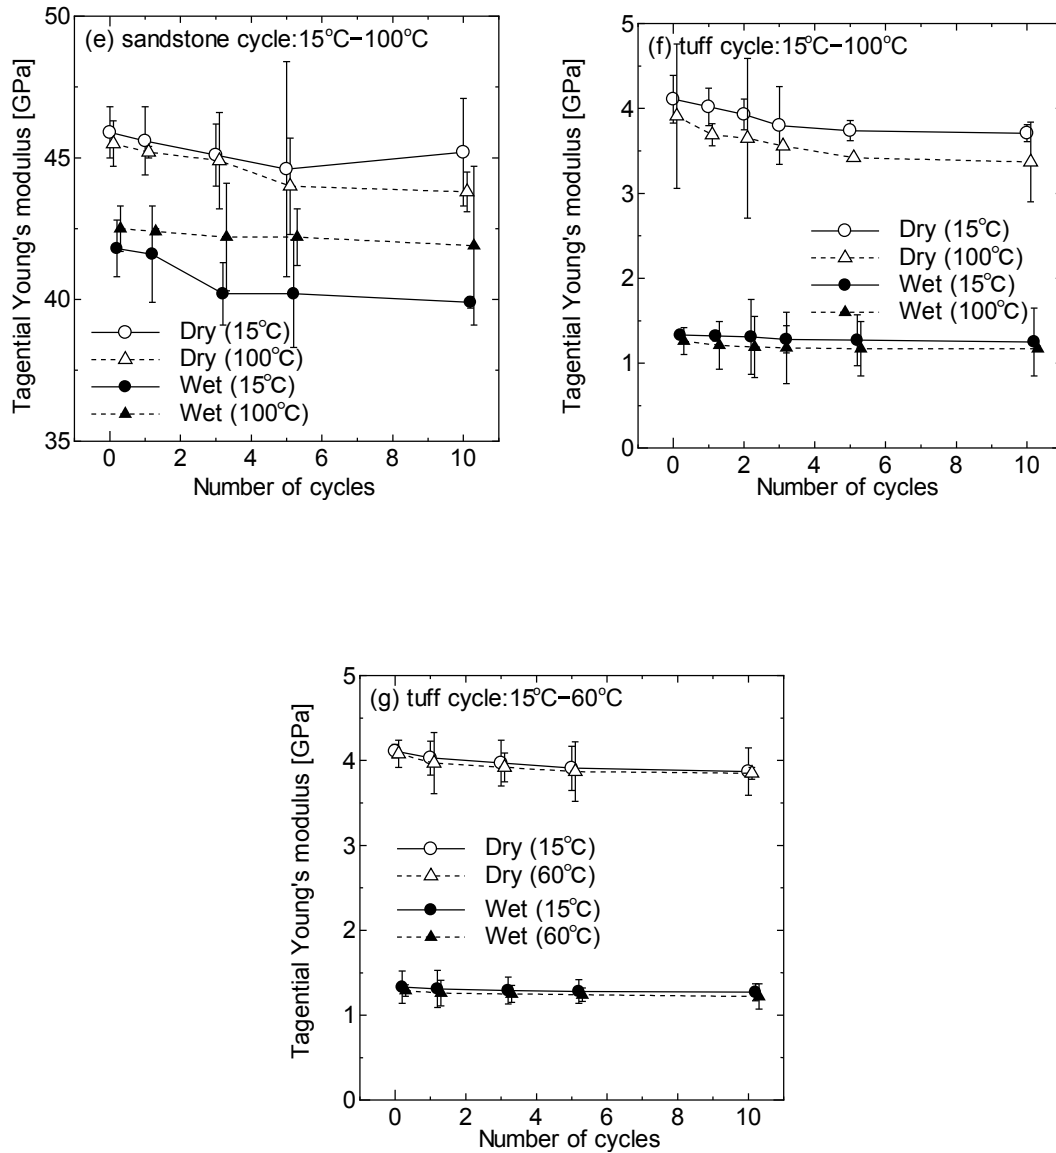 (e) sandstone cycle:15°C−100°C
Tagential Young's modulus [GPa]
50
45
40
35
Dry (15°C)
Dry (100°C)
Wet (15°C)
Wet (100°C)
0 2 4 6 8 10
Number of cycles
(f) tuff cycle:15°C−100°C
Tagential Young's modulus [GPa]
5
4
3
2
1
0
Dry (15°C)
Dry (100°C)
Wet (15°C)
Wet (100°C)
0 2 4 6 8 10
Number of cycles
(g) tuff cycle:15°C−60°C
Tagential Young's modulus [GPa]
5
4
3
2
1
0
Dry (15°C)
Dry (60°C)
Wet (15°C)
Wet (60°C)
0 2 4 6 8 10
Number of cycles